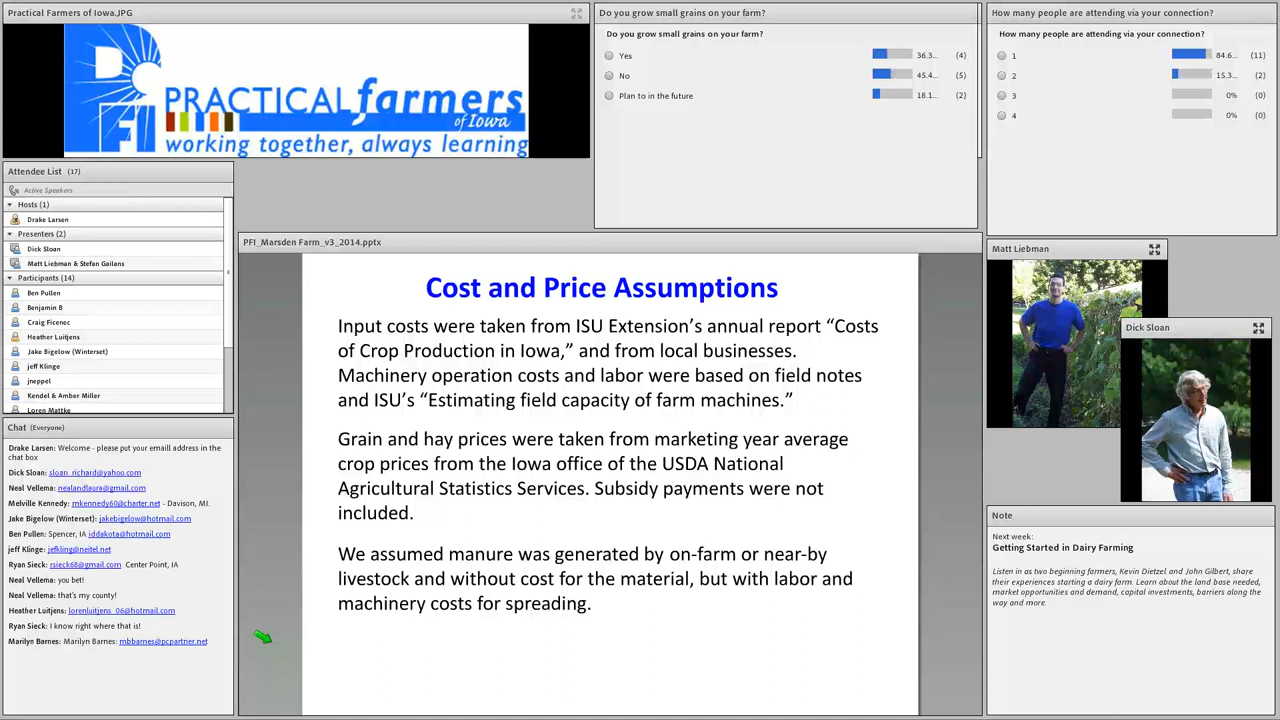 Practical Farmers of Iowa.JPG
PRACTICAL farmers
of Iowa
PFI
working together, always learning
Do you grow small grains on your farm?
Do you grow small grains on your farm?
Yes 36.3... (4)
No 45.4... (5)
Plan to in the future 18.1... (2)
How many people are attending via your connection?
How many people are attending via your connection?
1 84.6... (11)
2 15.3... (2)
3 0% (0)
4 0% (0)
Attendee List (17)
Active Speakers
Hosts (1)
Drake Larsen
Presenters (2)
Dick Sloan
Matt Liebman & Stefan Gailans
Participants (14)
Ben Pullen
Benjamin B
Craig Ficenec
Heather Luitjens
Jake Bigelow (Winterset)
jeff Klinge
jneppel
Kendel & Amber Miller
Loren Mattke
Chat (Everyone)
Drake Larsen: Welcome - please put your emaill address in the
chat box
Dick Sloan: sloan_richard@yahoo.com
Neal Vellema: nealandlaura@gmail.com
Melville Kennedy: mkennedy60@charter.net - Davison, MI.
Jake Bigelow (Winterset): jakebigelow@hotmail.com
Ben Pullen: Spencer, IA iddakota@hotmail.com
jeff Klinge: jefkling@neitel.net
Ryan Sieck: rsieck68@gmail.com Center Point, IA
Neal Vellema: you bet!
Neal Vellema: that's my county!
Heather Luitjens: lorenluitjens_06@hotmail.com
Ryan Sieck: I know right where that is!
Marilyn Barnes: Marilyn Barnes: mbbarnes@pcpartner.net
PFI_Marsden Farm_v3_2014.pptx
Cost and Price Assumptions
Input costs were taken from ISU Extension's annual report “Costs
of Crop Production in Iowa,” and from local businesses.
Machinery operation costs and labor were based on field notes
and ISU's “Estimating field capacity of farm machines.”
Grain and hay prices were taken from marketing year average
crop prices from the Iowa office of the USDA National
Agricultural Statistics Services. Subsidy payments were not
included.
We assumed manure was generated by on-farm or near-by
livestock and without cost for the material, but with labor and
machinery costs for spreading.
Matt Liebman
Dick Sloan
Note
Next week:
Getting Started in Dairy Farming
Listen in as two beginning farmers, Kevin Dietzel and John Gilbert, share
their experiences starting a dairy farm. Learn about the land base needed,
market opportunities and demand, capital investments, barriers along the
way and more.